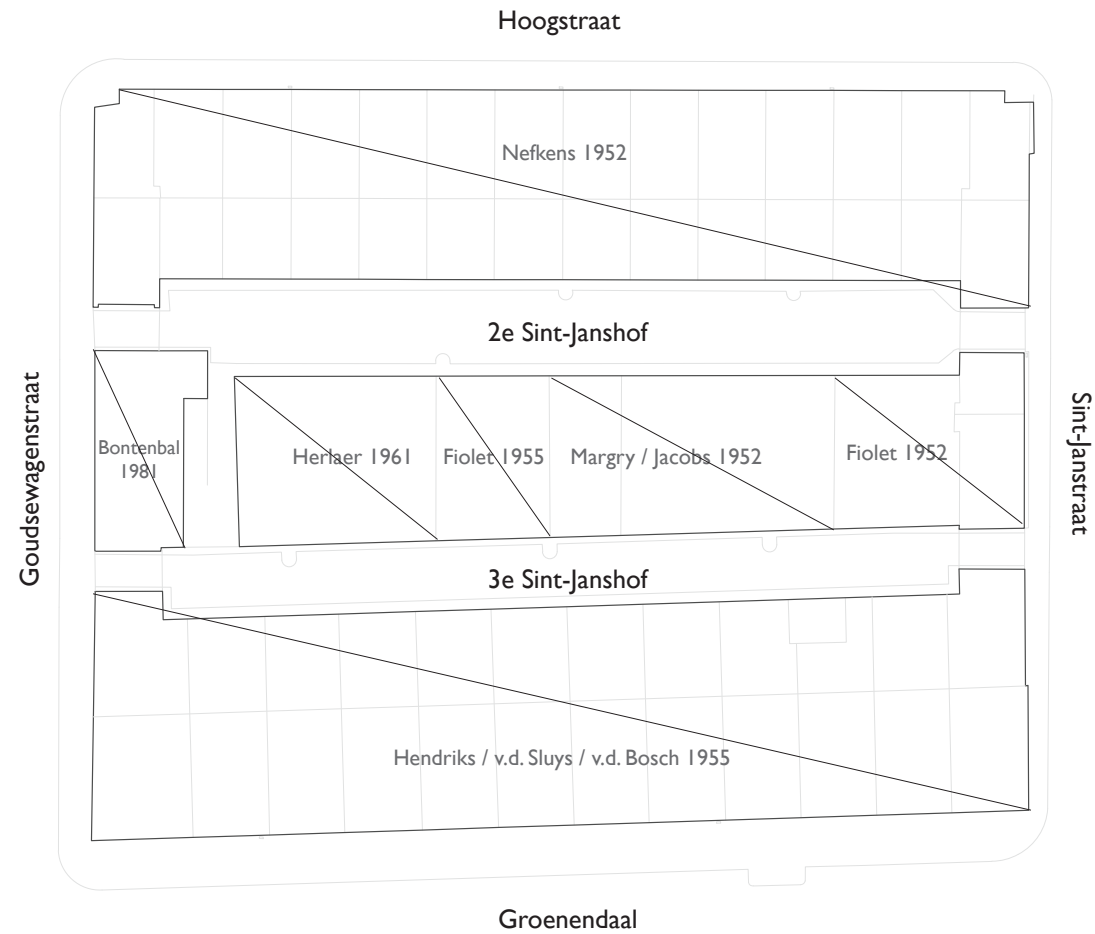 Hoogstraat
Nefkens 1952
2e Sint-Janshof
Goudsewagenstraat
Bontenbal
1981
Herlaer 1961
Fiolet 1955
Margry / Jacobs 1952
Fiolet 1952
Sint-Janstraat
3e Sint-Janshof
Hendriks / v.d. Sluys / v.d. Bosch 1955
Groenendaal